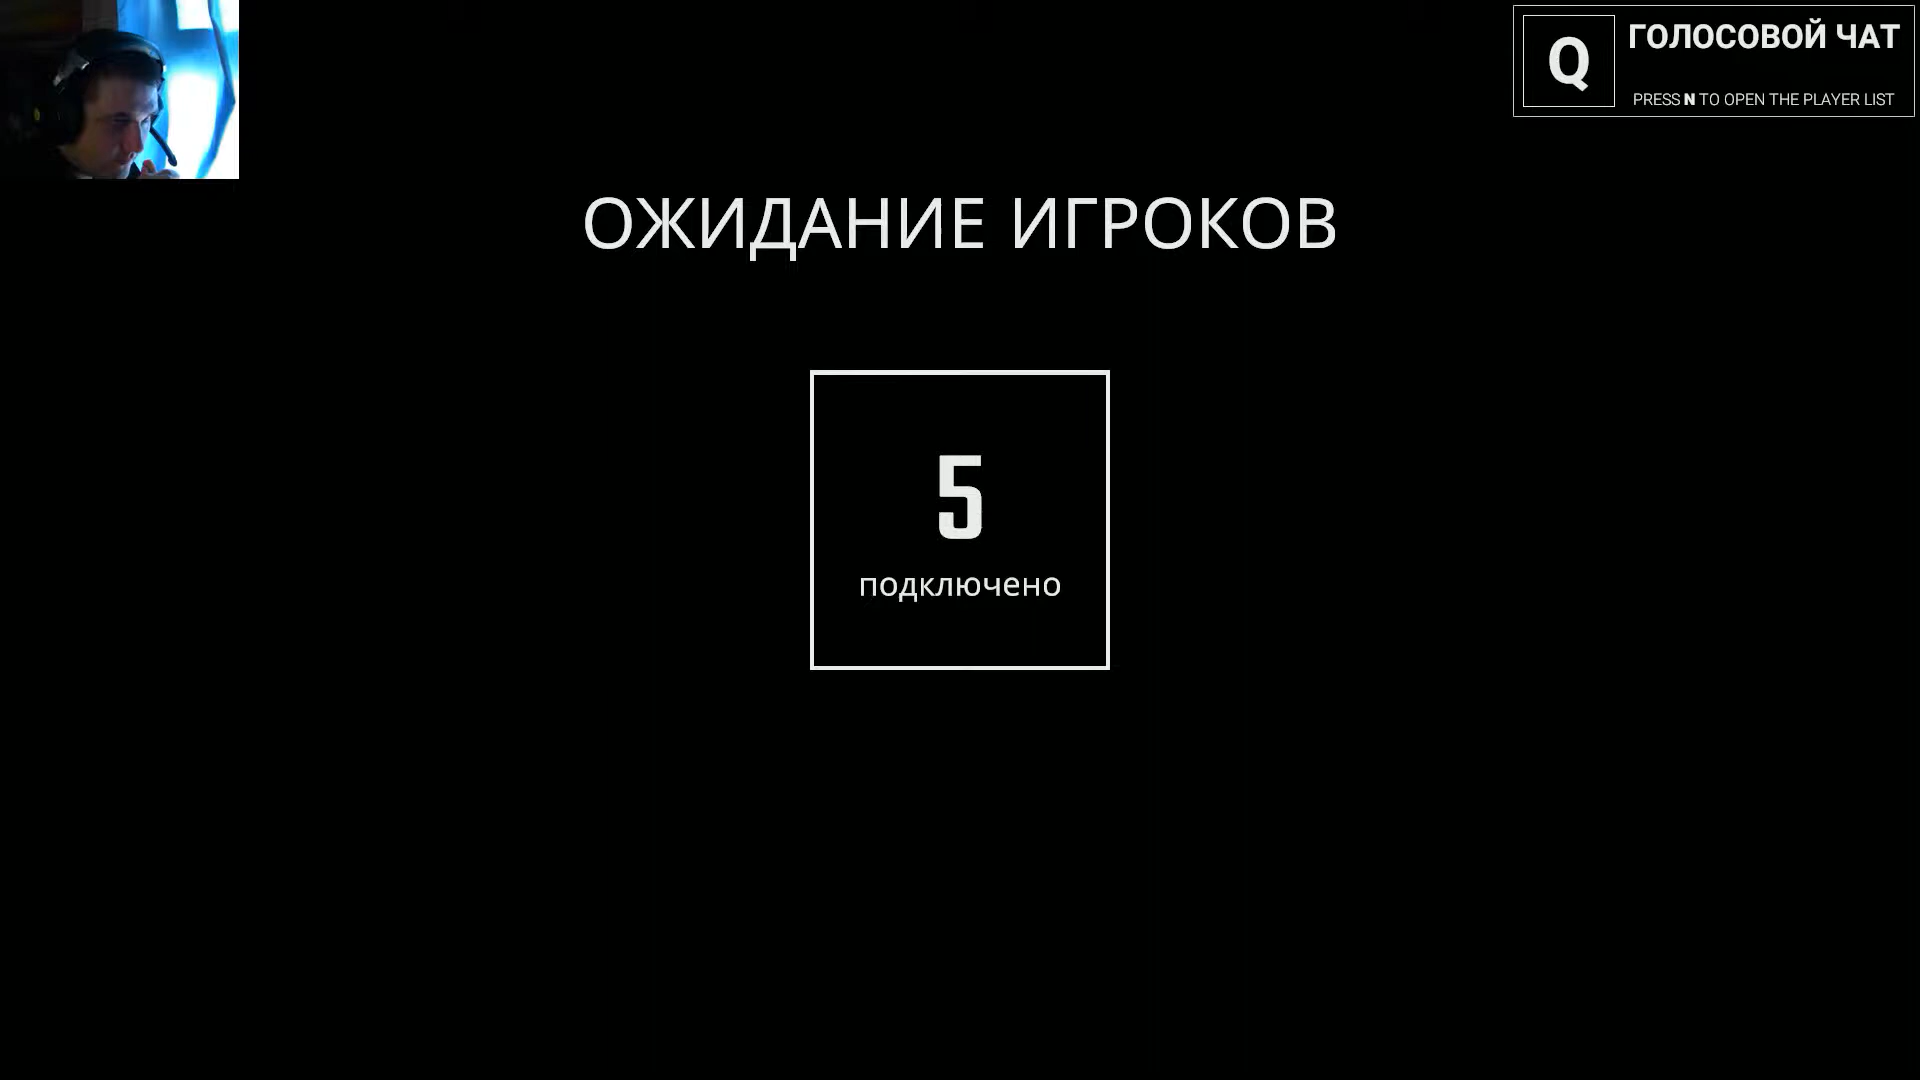 Q
ГОЛОСОВОЙ ЧАТ
PRESS N TO OPEN THE PLAYER LIST
ОЖИДАНИЕ ИГРОКОВ
5
подключено